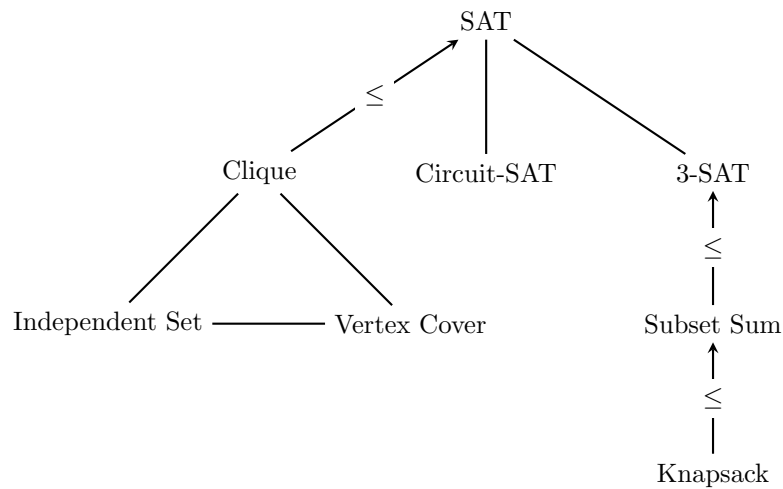 SAT
≤
Clique
Circuit-SAT
3-SAT
≤
Independent Set
Vertex Cover
Subset Sum
≤
Knapsack